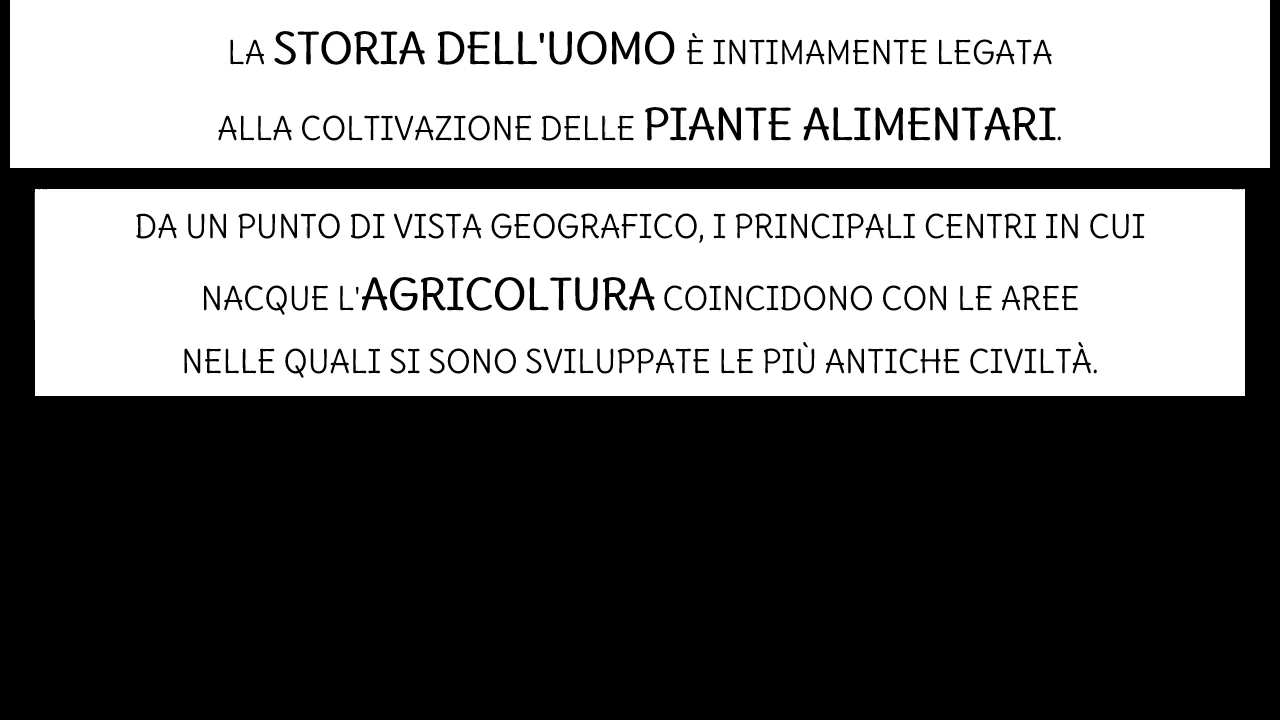 LA STORIA DELL'UOMO È INTIMAMENTE LEGATA
ALLA COLTIVAZIONE DELLE PIANTE ALIMENTARI.
DA UN PUNTO DI VISTA GEOGRAFICO, I PRINCIPALI CENTRI IN CUI
NACQUE L'AGRICOLTURA COINCIDONO CON LE AREE
NELLE QUALI SI SONO SVILUPPATE LE PIÙ ANTICHE CIVILTÀ.